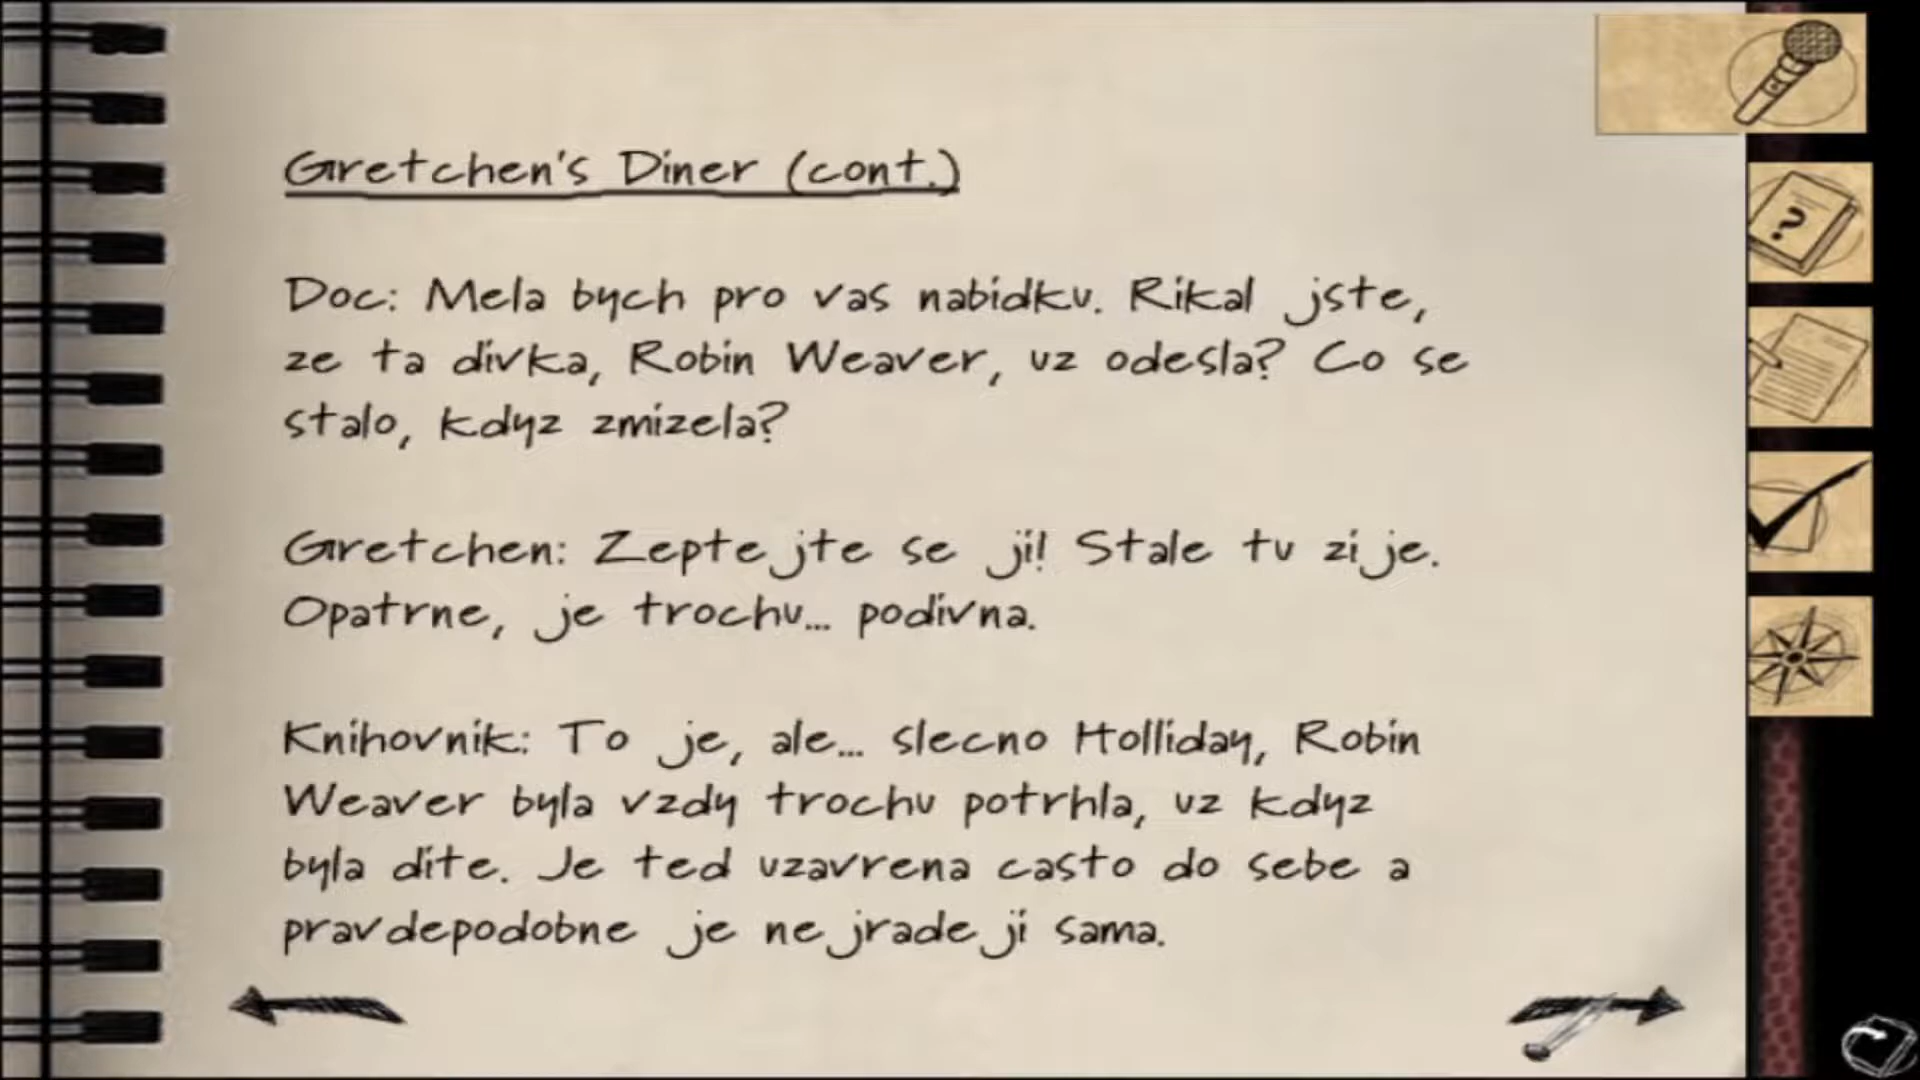 Gretchen's Diner (cont.)
Doc: Mela bych pro vas nabidku. Rikal jste,
ze ta divka, Robin Weaver, uz odesla? Co se
stalo, kdyz zmizela?
Gretchen: Zeptejte se ji! Stale tu zije.
Opatrne, je trochu... podivna.
Knihovnik: To je, ale... slecno Holliday, Robin
Weaver byla vzdy trochu potrhla, uz kdyz
byla dite. Je ted uzavrena casto do sebe a
pravdepodobne je nejradeji sama.
?